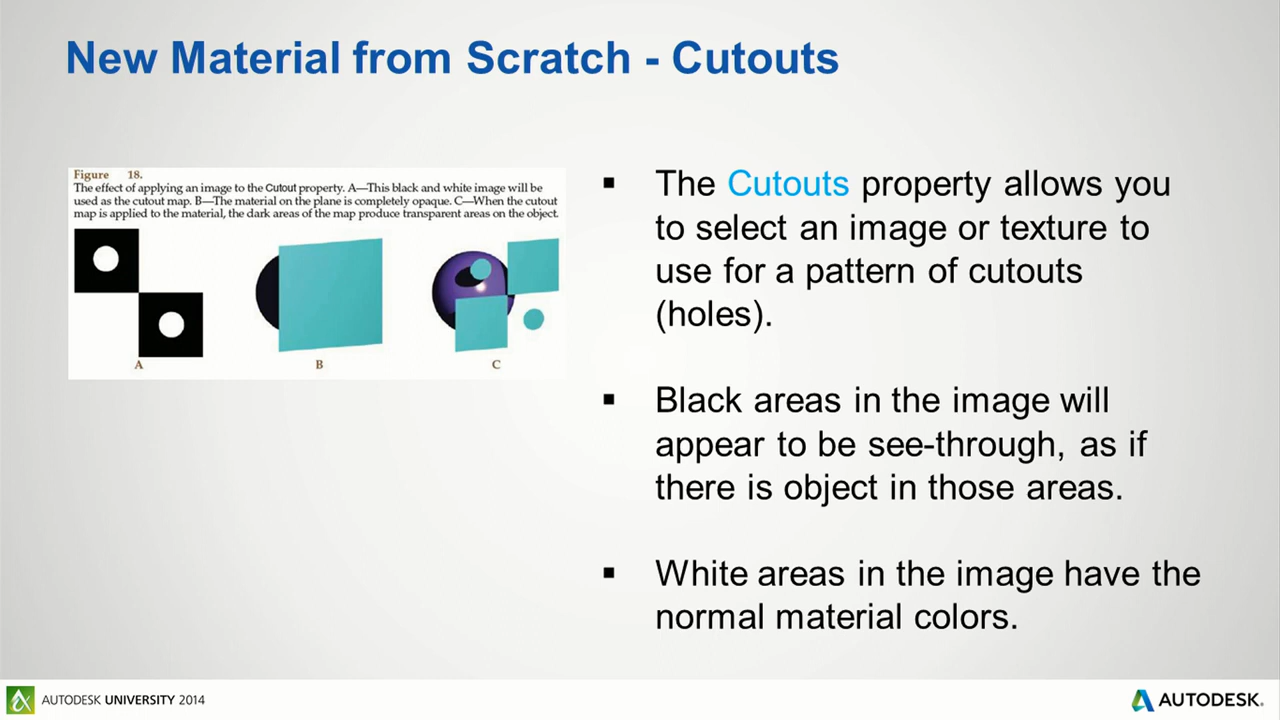 New Material from Scratch - Cutouts
Figure 18.
The effect of applying an image to the Cutout property. A—This black and white image will be
used as the cutout map. B—The material on the plane is completely opaque. C—When the cutout
map is applied to the material, the dark areas of the map produce transparent areas on the object.
A
B
C
▪ The Cutouts property allows you
to select an image or texture to
use for a pattern of cutouts
(holes).
▪ Black areas in the image will
appear to be see-through, as if
there is object in those areas.
▪ White areas in the image have the
normal material colors.
AUTODESK UNIVERSITY 2014
AUTODESK.